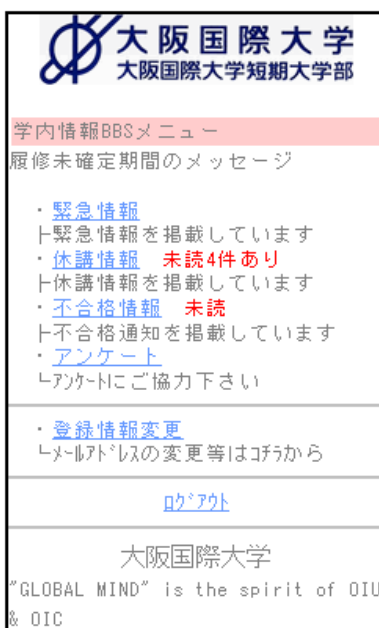 大阪国際大学
大阪国際大学短期大学部
学内情報BBSメニュー
履修未確定期間のメッセージ
・緊急情報
├緊急情報を掲載しています
・休講情報 未読4件あり
├休講情報を掲載しています
・不合格情報 未読
├不合格通知を掲載しています
・アンケート
└ｱﾝｹｰﾄにご協力下さい
・登録情報変更
└ﾒｰﾙｱﾄﾞﾚｽの変更等はｺﾁﾗから
ﾛｸﾞｱｳﾄ
大阪国際大学
"GLOBAL MIND" is the spirit of OIU
& OIC